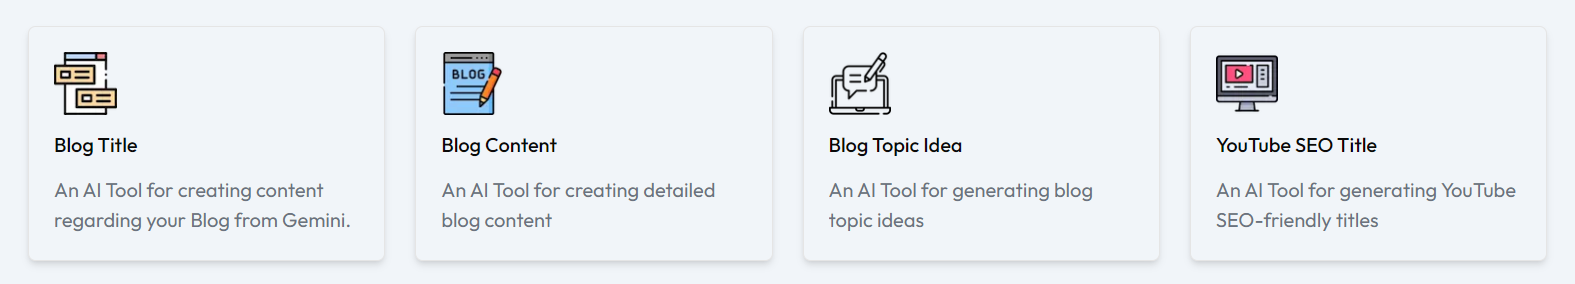 BLOG
Blog Title
An AI Tool for creating content
regarding your Blog from Gemini.
Blog Content
An AI Tool for creating detailed
blog content
Blog Topic Idea
An AI Tool for generating blog
topic ideas
YouTube SEO Title
An AI Tool for generating YouTube
SEO-friendly titles